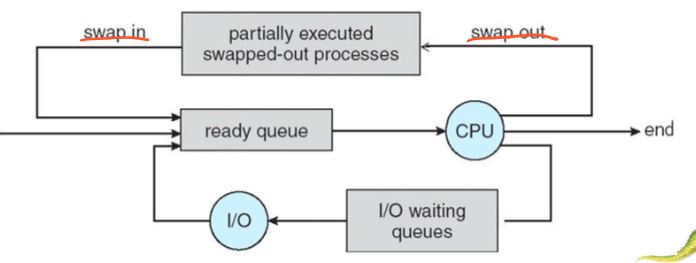 swap in
partially executed
swapped-out processes
swap out
ready queue
CPU
end
I/O
I/O waiting
queues